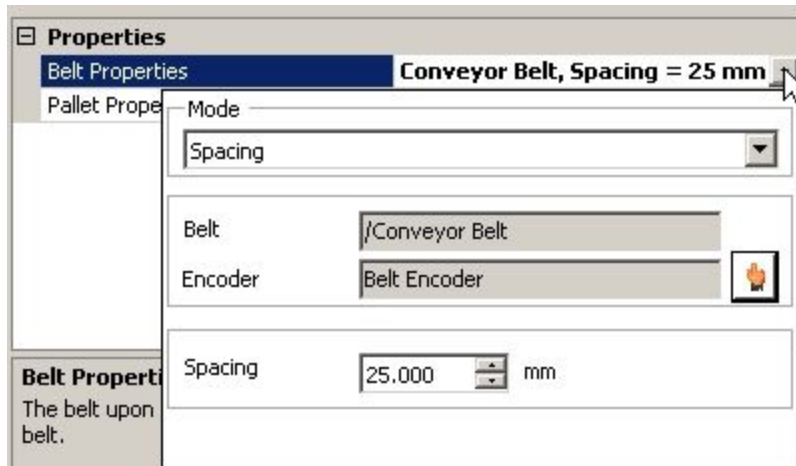 Properties
Belt Properties Conveyor Belt, Spacing = 25 mm
Pallet Prope
Mode
Spacing
Belt /Conveyor Belt
Encoder Belt Encoder
Spacing 25.000 mm
Belt Properti
The belt upon
belt.